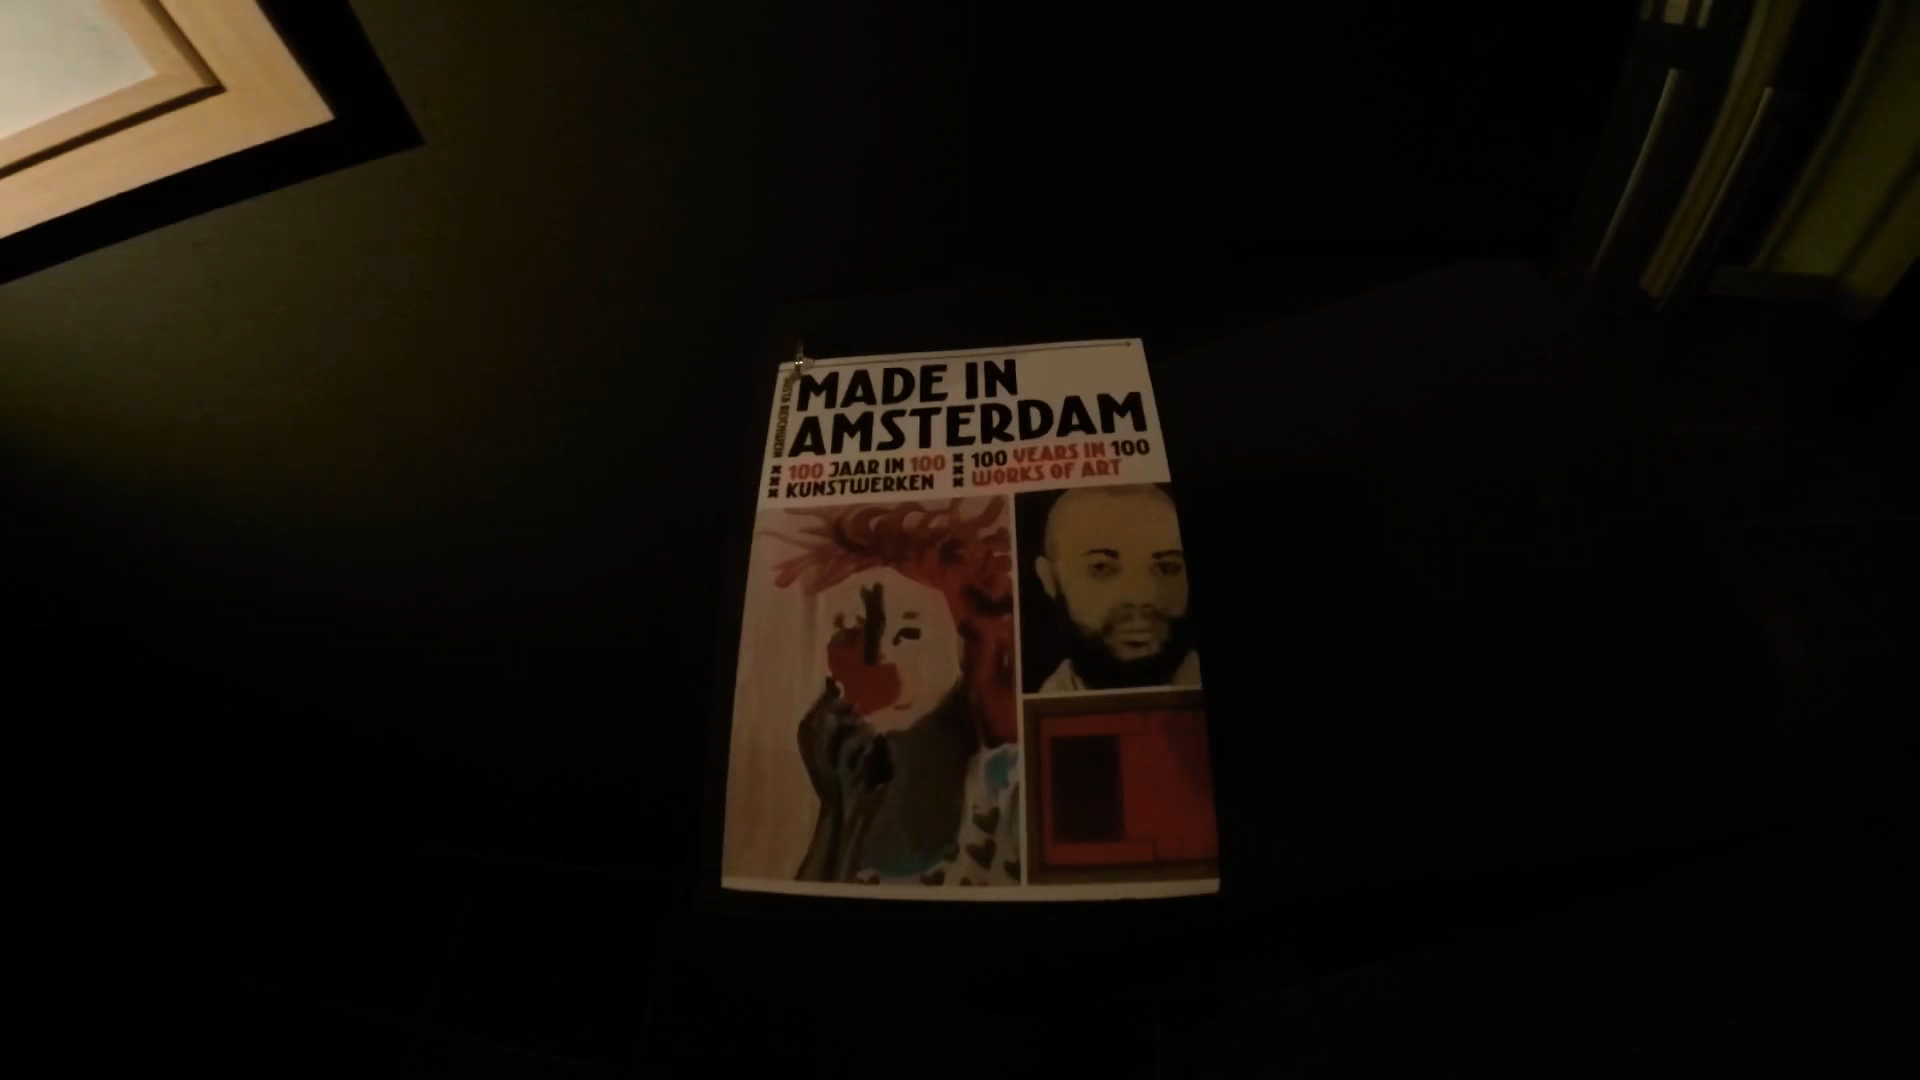 MADE IN
AMSTERDAM
100 JAAR IN 100
KUNSTWERKEN
100 YEARS IN 100
WORKS OF ART